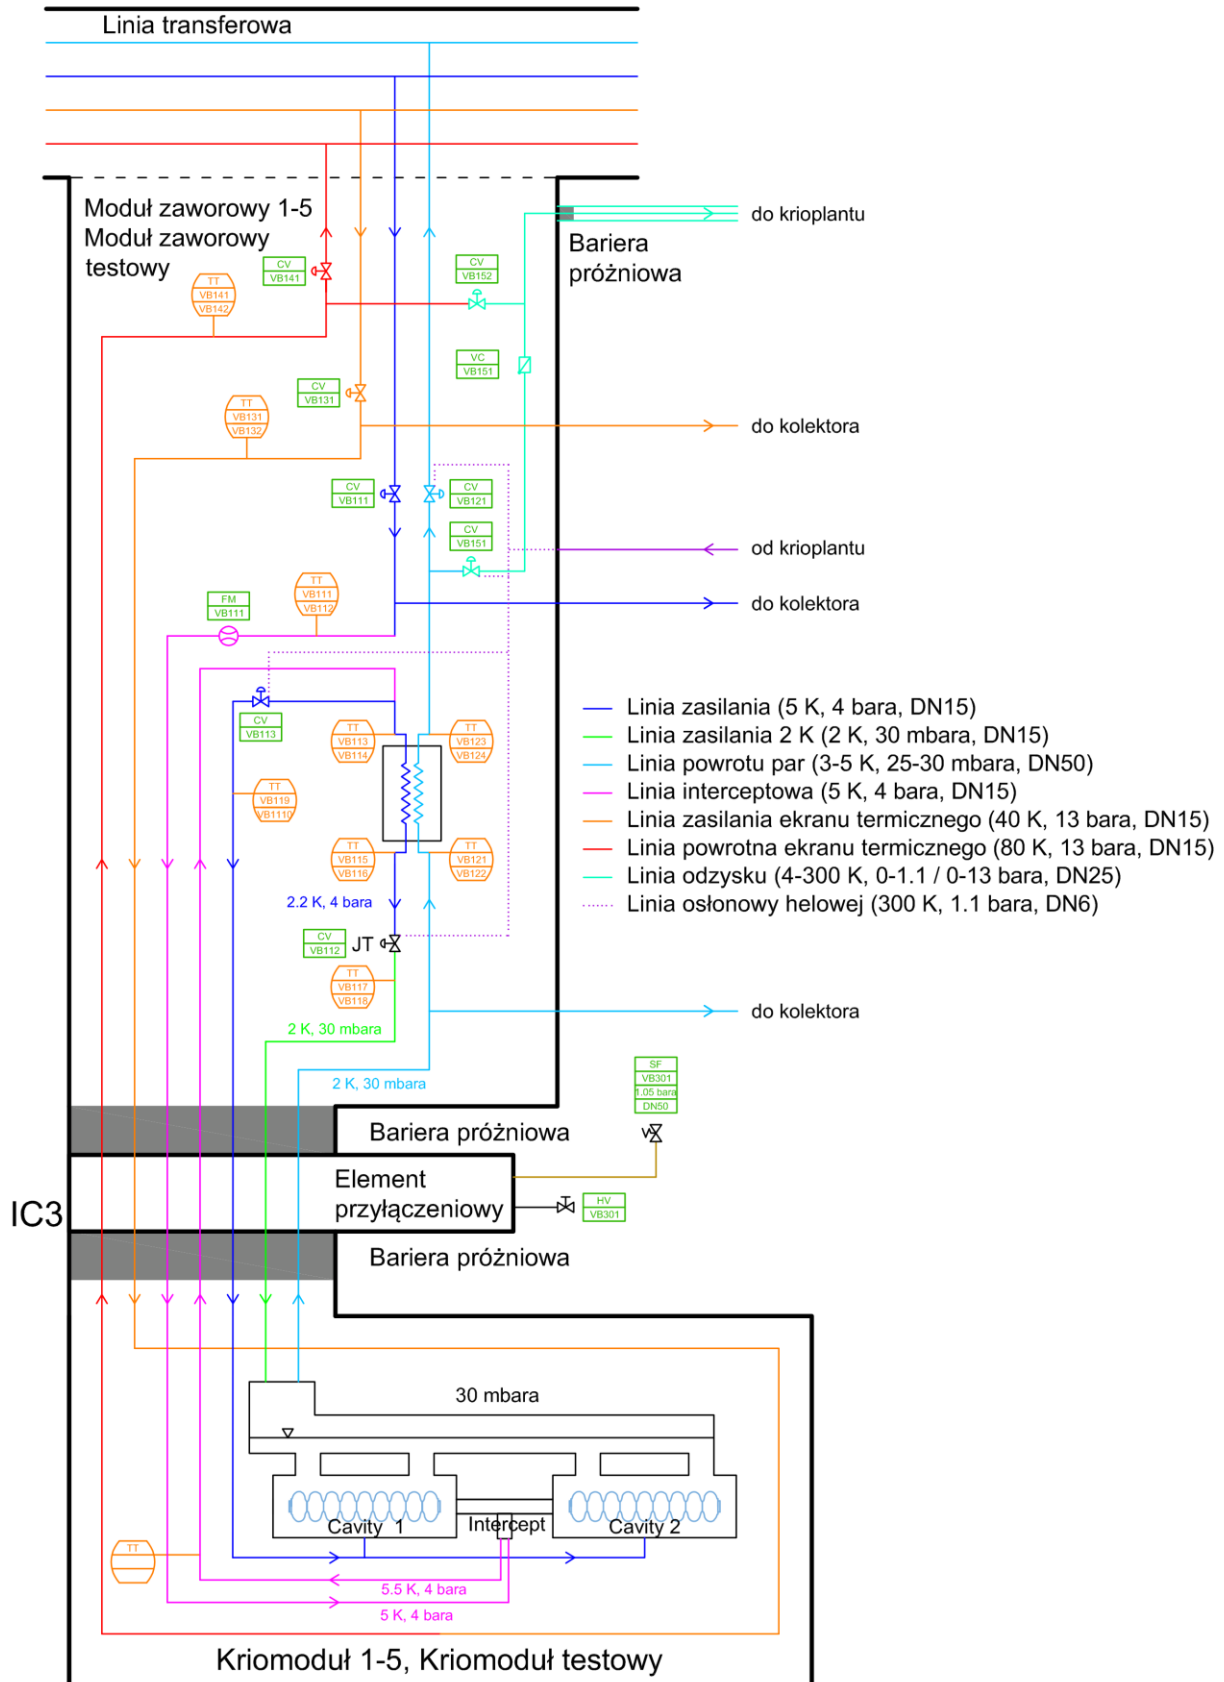 Linia transferowa
Moduł zaworowy 1-5
Moduł zaworowy
testowy
do krioplantu
Bariera
próżniowa
CV
VB141
CV
VB152
TT
VB141
VB142
VC
VB151
CV
VB131
TT
VB131
VB132
do kolektora
CV
VB111
CV
VB121
CV
VB151
od krioplantu
TT
VB111
VB112
FM
VB111
do kolektora
CV
VB113
TT
VB113
VB114
TT
VB123
VB124
TT
VB119
VB1110
TT
VB115
VB116
TT
VB121
VB122
Linia zasilania (5 K, 4 bara, DN15)
Linia zasilania 2 K (2 K, 30 mbara, DN15)
Linia powrotu par (3-5 K, 25-30 mbara, DN50)
Linia interceptowa (5 K, 4 bara, DN15)
Linia zasilania ekranu termicznego (40 K, 13 bara, DN15)
Linia powrotna ekranu termicznego (80 K, 13 bara, DN15)
Linia odzysku (4-300 K, 0-1.1 / 0-13 bara, DN25)
Linia osłonowy helowej (300 K, 1.1 bara, DN6)
2.2 K, 4 bara
CV
VB112
JT
TT
VB117
VB118
do kolektora
2 K, 30 mbara
2 K, 30 mbara
SF
VB301
1.05 bara
DN50
Bariera próżniowa
Element
przyłączeniowy
HV
VB301
IC3
Bariera próżniowa
30 mbara
Cavity 1
Intercept
Cavity 2
TT
5.5 K, 4 bara
5 K, 4 bara
Kriomoduł 1-5, Kriomoduł testowy